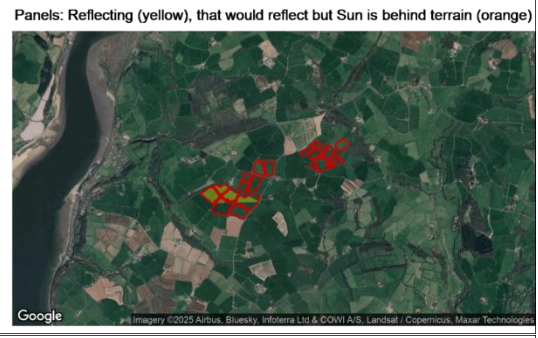 Panels: Reflecting (yellow), that would reflect but Sun is behind terrain (orange)
Google
Imagery ©2025 Airbus, Bluesky, Infoterra Ltd & COWI A/S, Landsat / Copernicus, Maxar Technologies